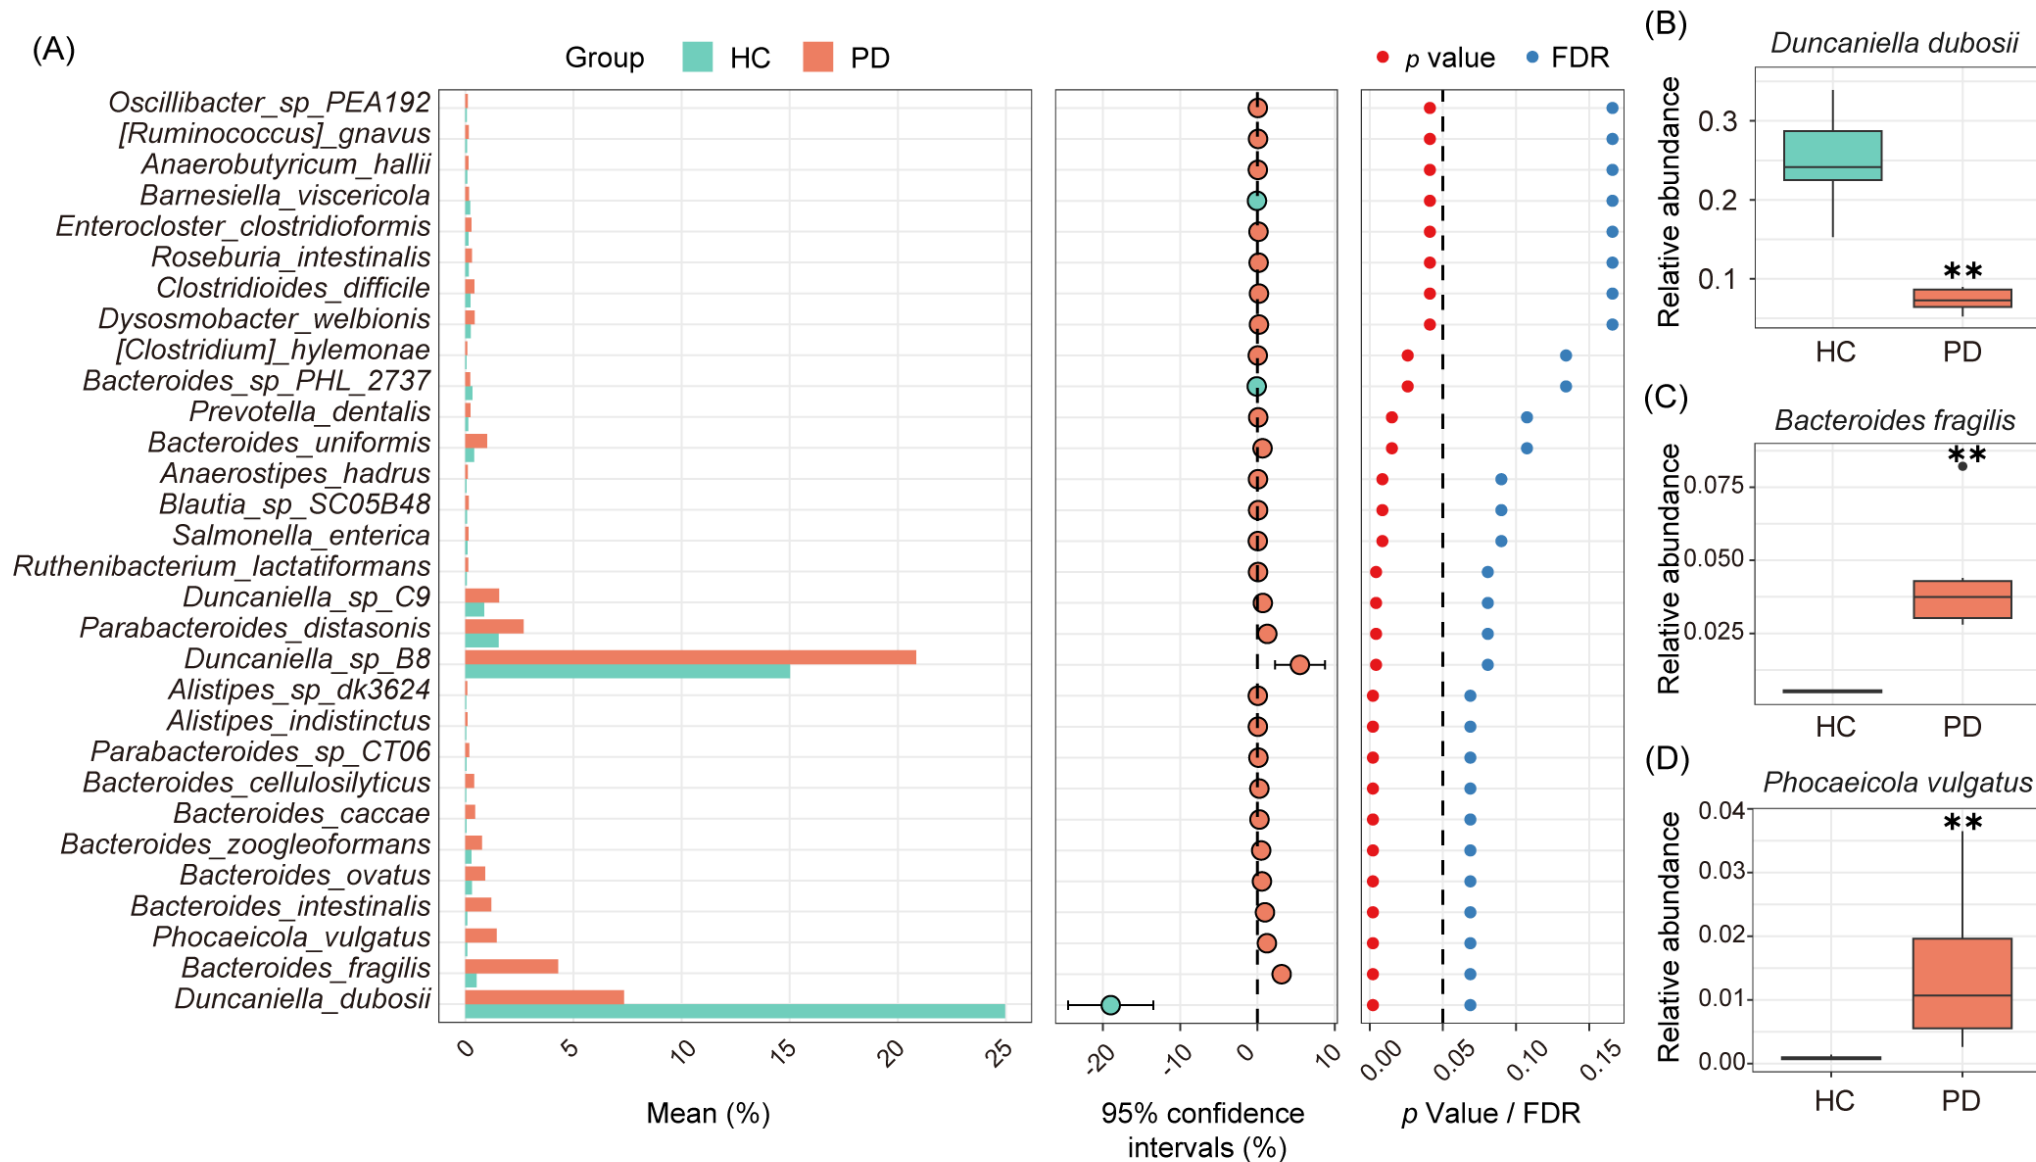 (A)
Group HC PD
p value FDR
Oscillibacter_sp_PEA192
[Ruminococcus]_gnavus
Anaerobutyricum_hallii
Barnesiella_viscericola
Enterocloster_clostridioformis
Roseburia_intestinalis
Clostridioides_difficile
Dysosmobacter_welbionis
[Clostridium]_hylemonae
Bacteroides_sp_PHL_2737
Prevotella_dentalis
Bacteroides_uniformis
Anaerostipes_hadrus
Blautia_sp_SC05B48
Salmonella_enterica
Ruthenibacterium_lactatiformans
Duncaniella_sp_C9
Parabacteroides_distasonis
Duncaniella_sp_B8
Alistipes_sp_dk3624
Alistipes_indistinctus
Parabacteroides_sp_CT06
Bacteroides_cellulosilyticus
Bacteroides_caccae
Bacteroides_zoogleoformans
Bacteroides_ovatus
Bacteroides_intestinalis
Phocaeicola_vulgatus
Bacteroides_fragilis
Duncaniella_dubosii
0 5 10 15 20 25
Mean (%)
-20 -10 0 10
95% confidence
intervals (%)
0.00 0.05 0.10 0.15
p Value / FDR
(B)
Duncaniella dubosii
Relative abundance
0.3
0.2
0.1
**
HC PD
(C)
Bacteroides fragilis
Relative abundance
**
0.075
0.050
0.025
HC PD
(D)
Phocaeicola vulgatus
Relative abundance
0.04
**
0.03
0.02
0.01
0.00
HC PD